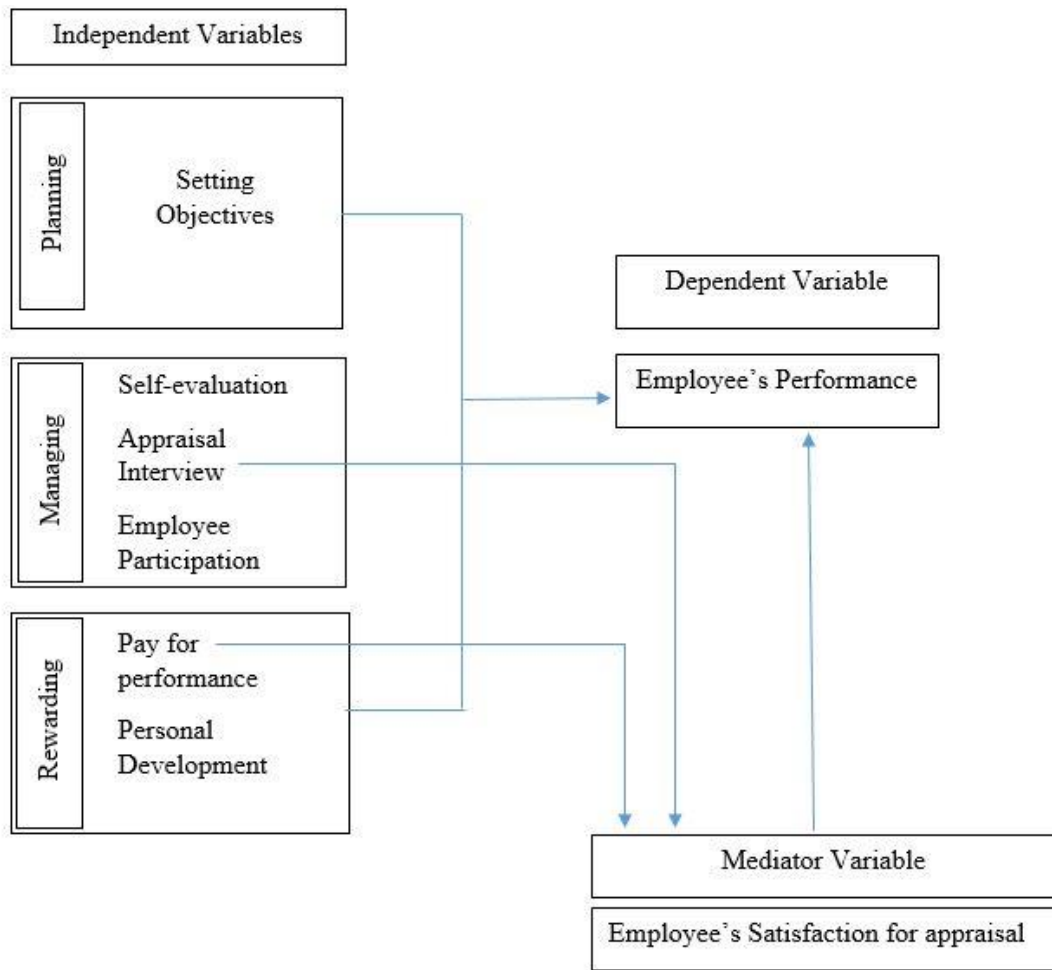 Independent Variables
Planning
Setting
Objectives
Managing
Self-evaluation
Appraisal
Interview
Employee
Participation
Rewarding
Pay for
performance
Personal
Development
Dependent Variable
Employee’s Performance
Mediator Variable
Employee’s Satisfaction for appraisal